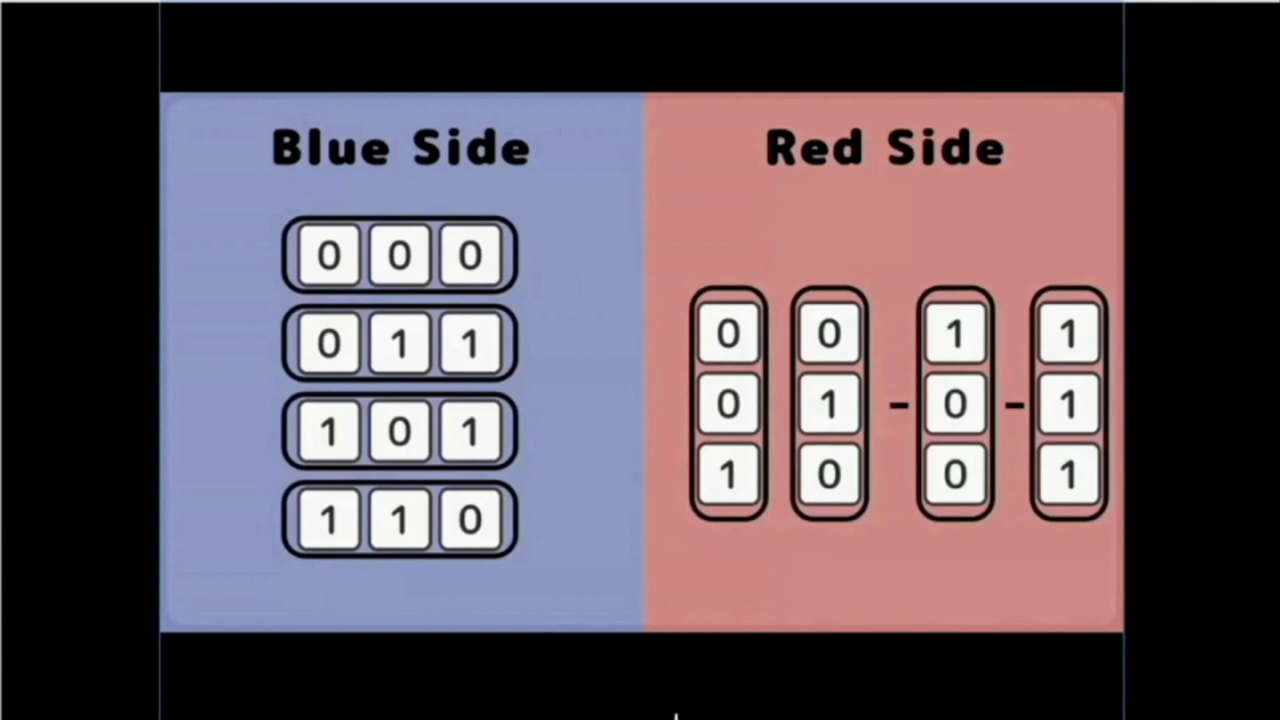 Blue Side
0 0 0
0 1 1
1 0 1
1 1 0
Red Side
0 0 - 1 - 1
0 1 0 1
1 0 0 1